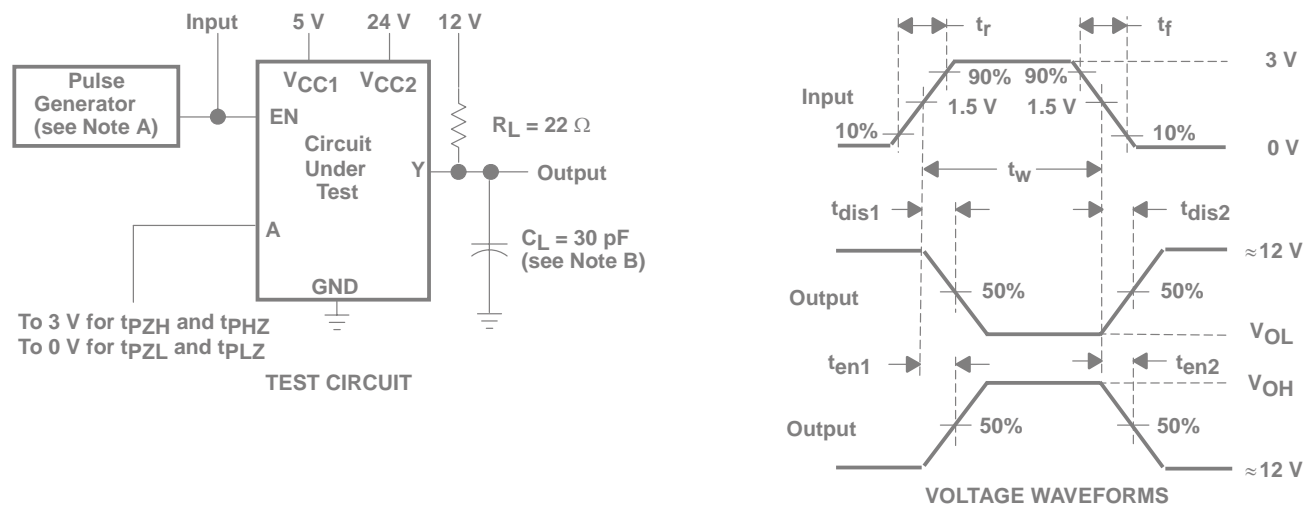 Input
5 V
24 V
12 V
Pulse
Generator
(see Note A)
VCC1
VCC2
EN
Circuit
Under
Test
Y
A
GND
RL = 22 Ω
Output
CL = 30 pF
(see Note B)
To 3 V for tPZH and tPHZ
To 0 V for tPZL and tPLZ
TEST CIRCUIT
tr
tf
3 V
90%
90%
Input
1.5 V
1.5 V
10%
10%
0 V
tw
tdis1
tdis2
≈12 V
Output
50%
50%
VOL
ten1
ten2
VOH
Output
50%
50%
≈12 V
VOLTAGE WAVEFORMS